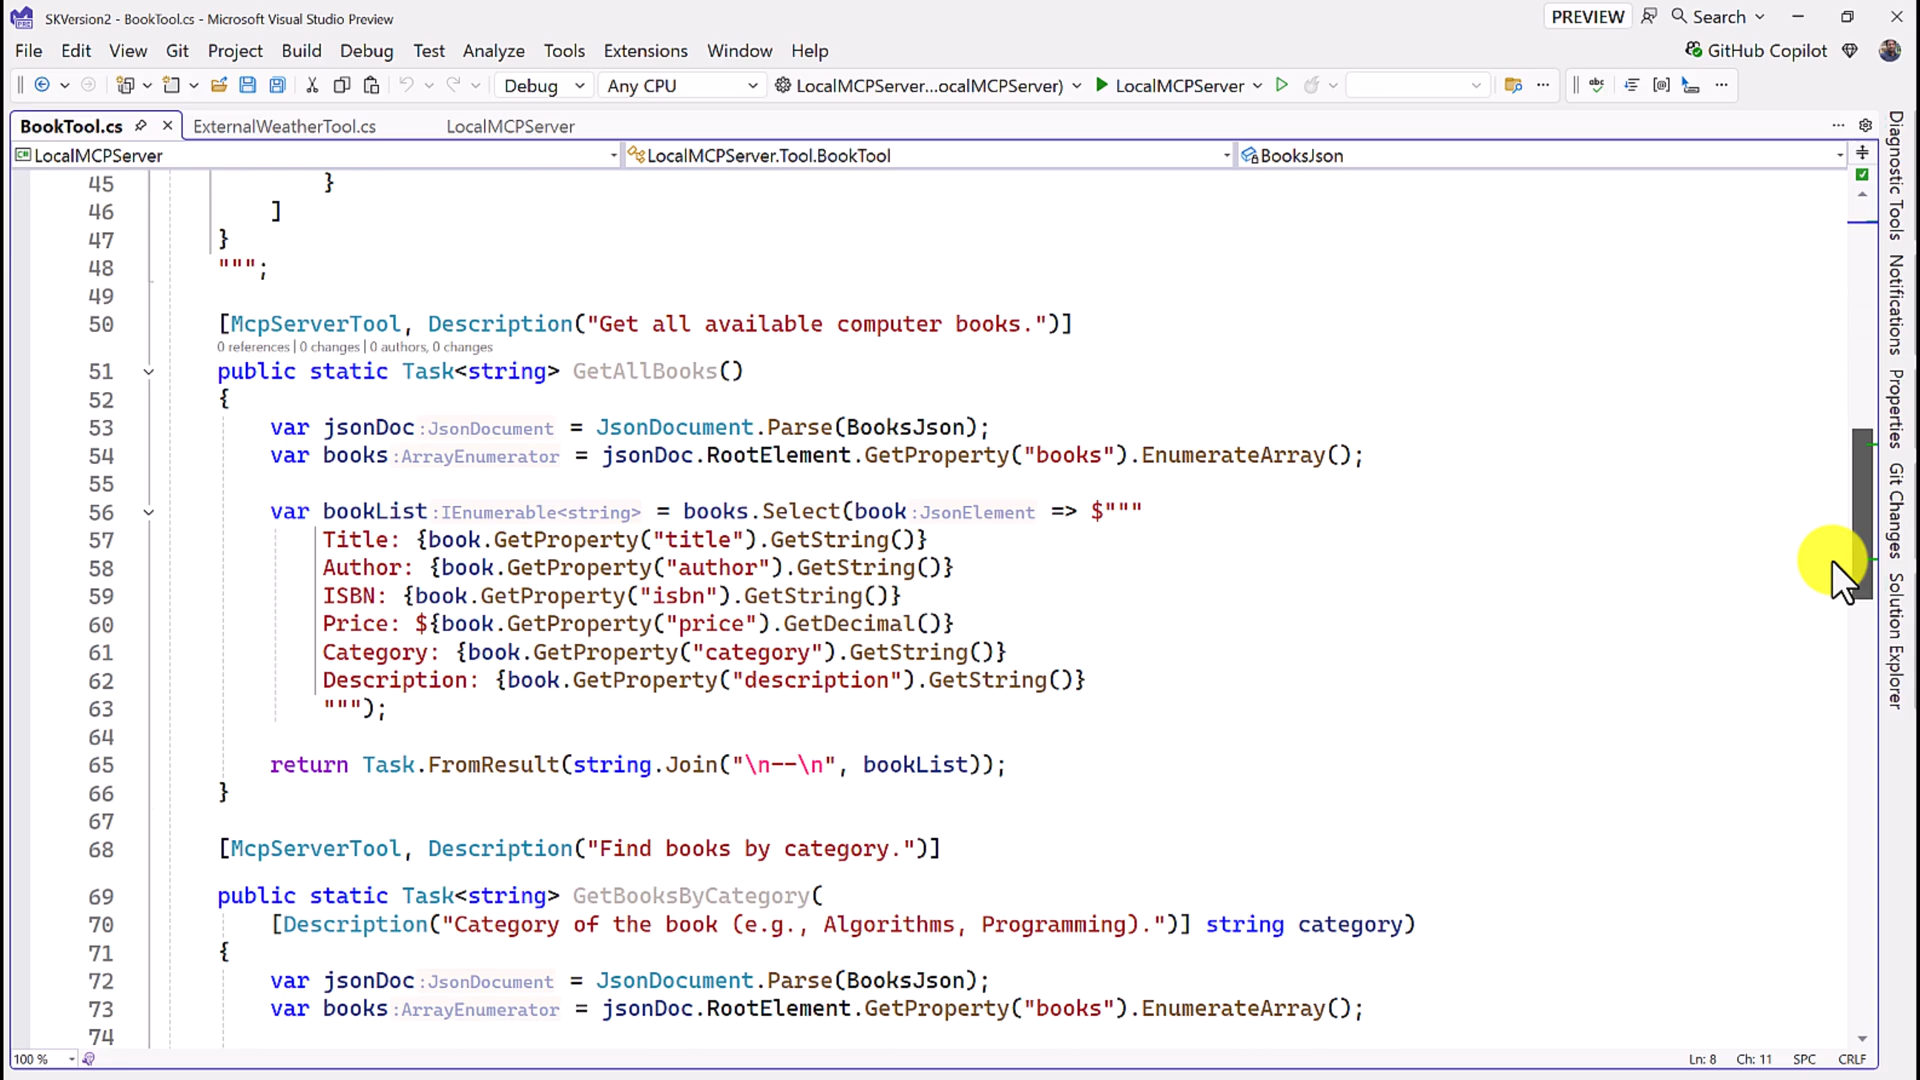 SKVersion2 - BookTool.cs - Microsoft Visual Studio Preview
PREVIEW
Search
File Edit View Git Project Build Debug Test Analyze Tools Extensions Window Help
GitHub Copilot
Debug Any CPU LocalMCPServer...ocalMCPServer) LocalMCPServer
BookTool.cs ExternalWeatherTool.cs LocalMCPServer
LocalMCPServer LocalMCPServer.Tool.BookTool BooksJson
45 }
46 ]
47 }
48 """;
49
50 [McpServerTool, Description("Get all available computer books.")]
0 references | 0 changes | 0 authors, 0 changes
51 public static Task<string> GetAllBooks()
52 {
53 var jsonDoc:JsonDocument = JsonDocument.Parse(BooksJson);
54 var books:ArrayEnumerator = jsonDoc.RootElement.GetProperty("books").EnumerateArray();
55
56 var bookList:IEnumerable<string> = books.Select(book:JsonElement => $"""
57 Title: {book.GetProperty("title").GetString()}
58 Author: {book.GetProperty("author").GetString()}
59 ISBN: {book.GetProperty("isbn").GetString()}
60 Price: ${book.GetProperty("price").GetDecimal()}
61 Category: {book.GetProperty("category").GetString()}
62 Description: {book.GetProperty("description").GetString()}
63 """);
64
65 return Task.FromResult(string.Join("\n--\n", bookList));
66 }
67
68 [McpServerTool, Description("Find books by category.")]
69 public static Task<string> GetBooksByCategory(
70 [Description("Category of the book (e.g., Algorithms, Programming).")] string category)
71 {
72 var jsonDoc:JsonDocument = JsonDocument.Parse(BooksJson);
73 var books:ArrayEnumerator = jsonDoc.RootElement.GetProperty("books").EnumerateArray();
74
Diagnostic Tools
Notifications
Properties
Git Changes
Solution Explorer
100 %
Ln: 8 Ch: 11 SPC CRLF